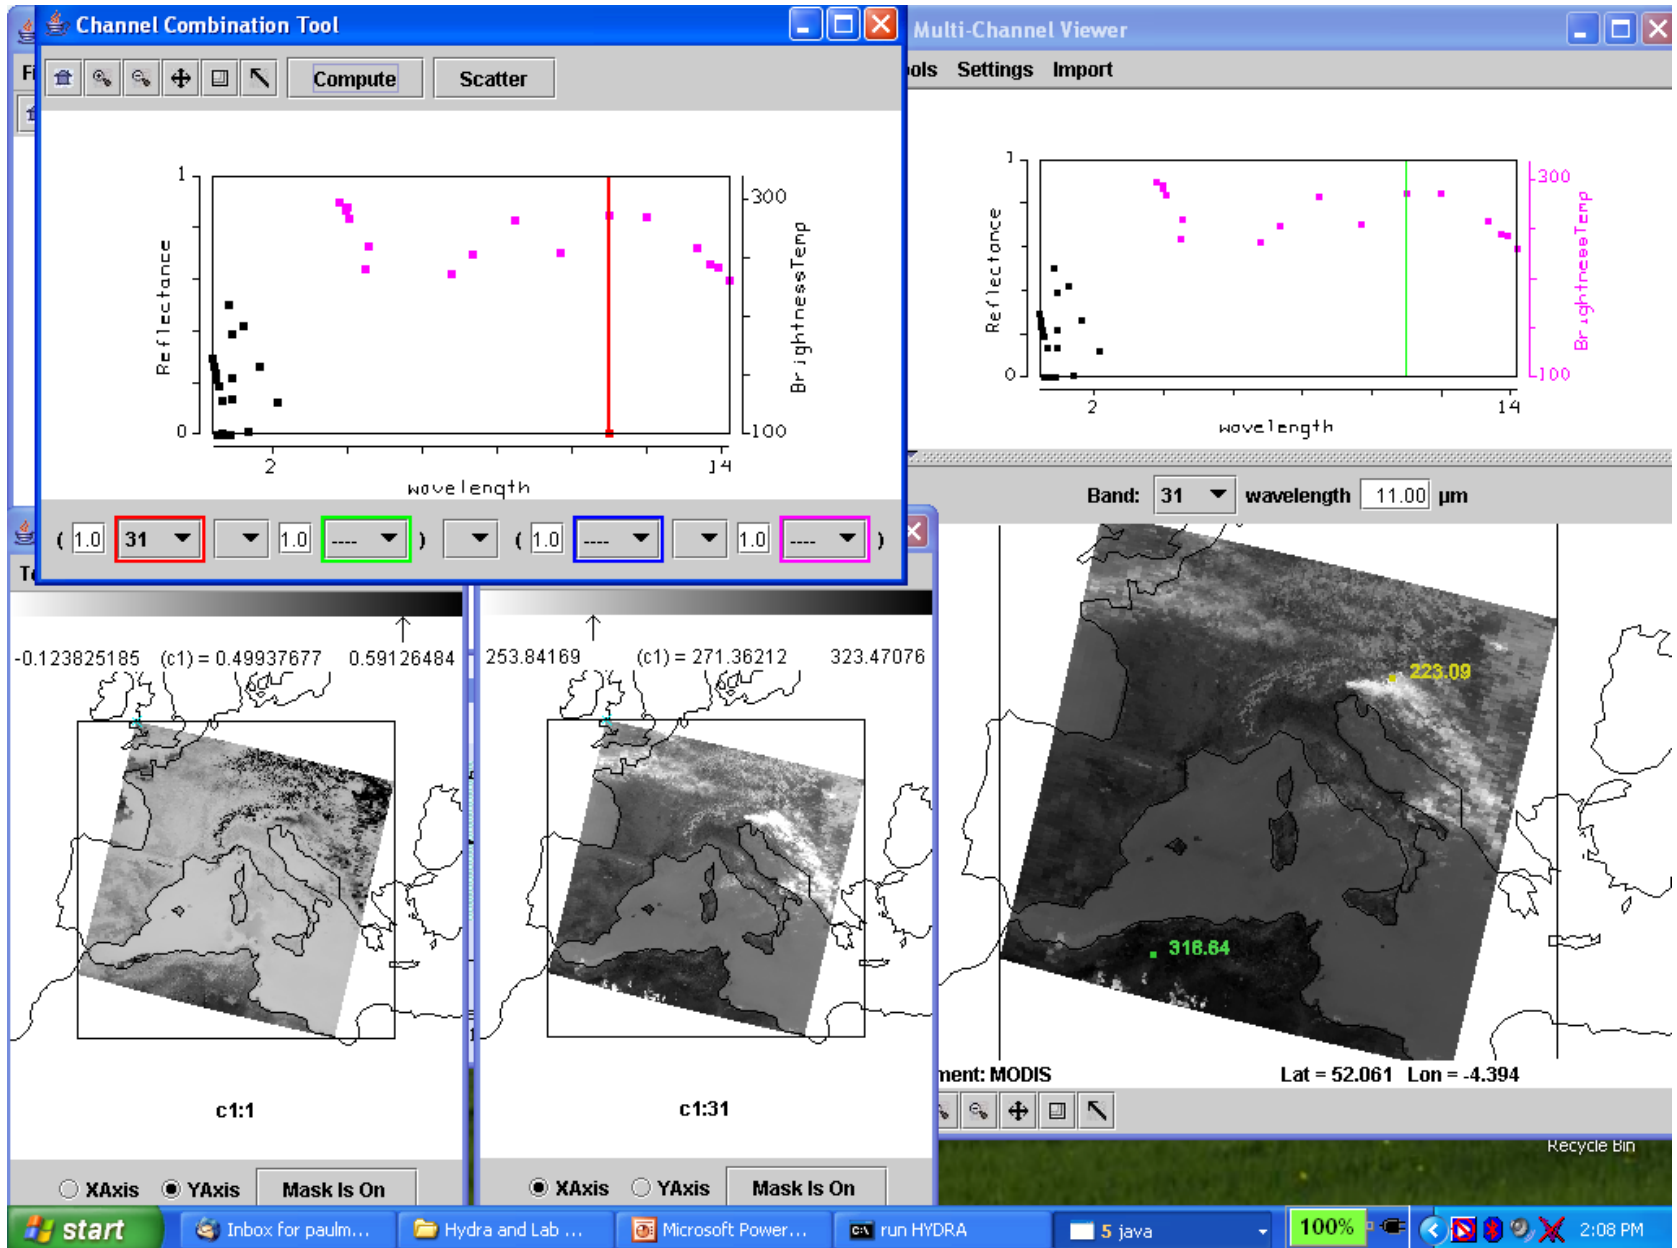 Channel Combination Tool
Compute Scatter
1
0
Reflectance
300
100
BrightnessTemp
2 14
wavelength
( 1.0 31 1.0 ---- ) ( 1.0 ---- 1.0 ---- )
Multi-Channel Viewer
ols Settings Import
1
0
Reflectance
300
100
BrightnessTemp
2 14
wavelength
Band: 31 wavelength 11.00 µm
223.09
318.64
ment: MODIS Lat = 52.061 Lon = -4.394
Fi
T
-0.123825185 (c1) = 0.49937677 0.59126484
c1:1
XAxis YAxis Mask Is On
253.84169 (c1) = 271.36212 323.47076
c1:31
XAxis YAxis Mask Is On
Recycle Bin
start Inbox for paulm... Hydra and Lab ... Microsoft Power... run HYDRA 5 java 100% 2:08 PM